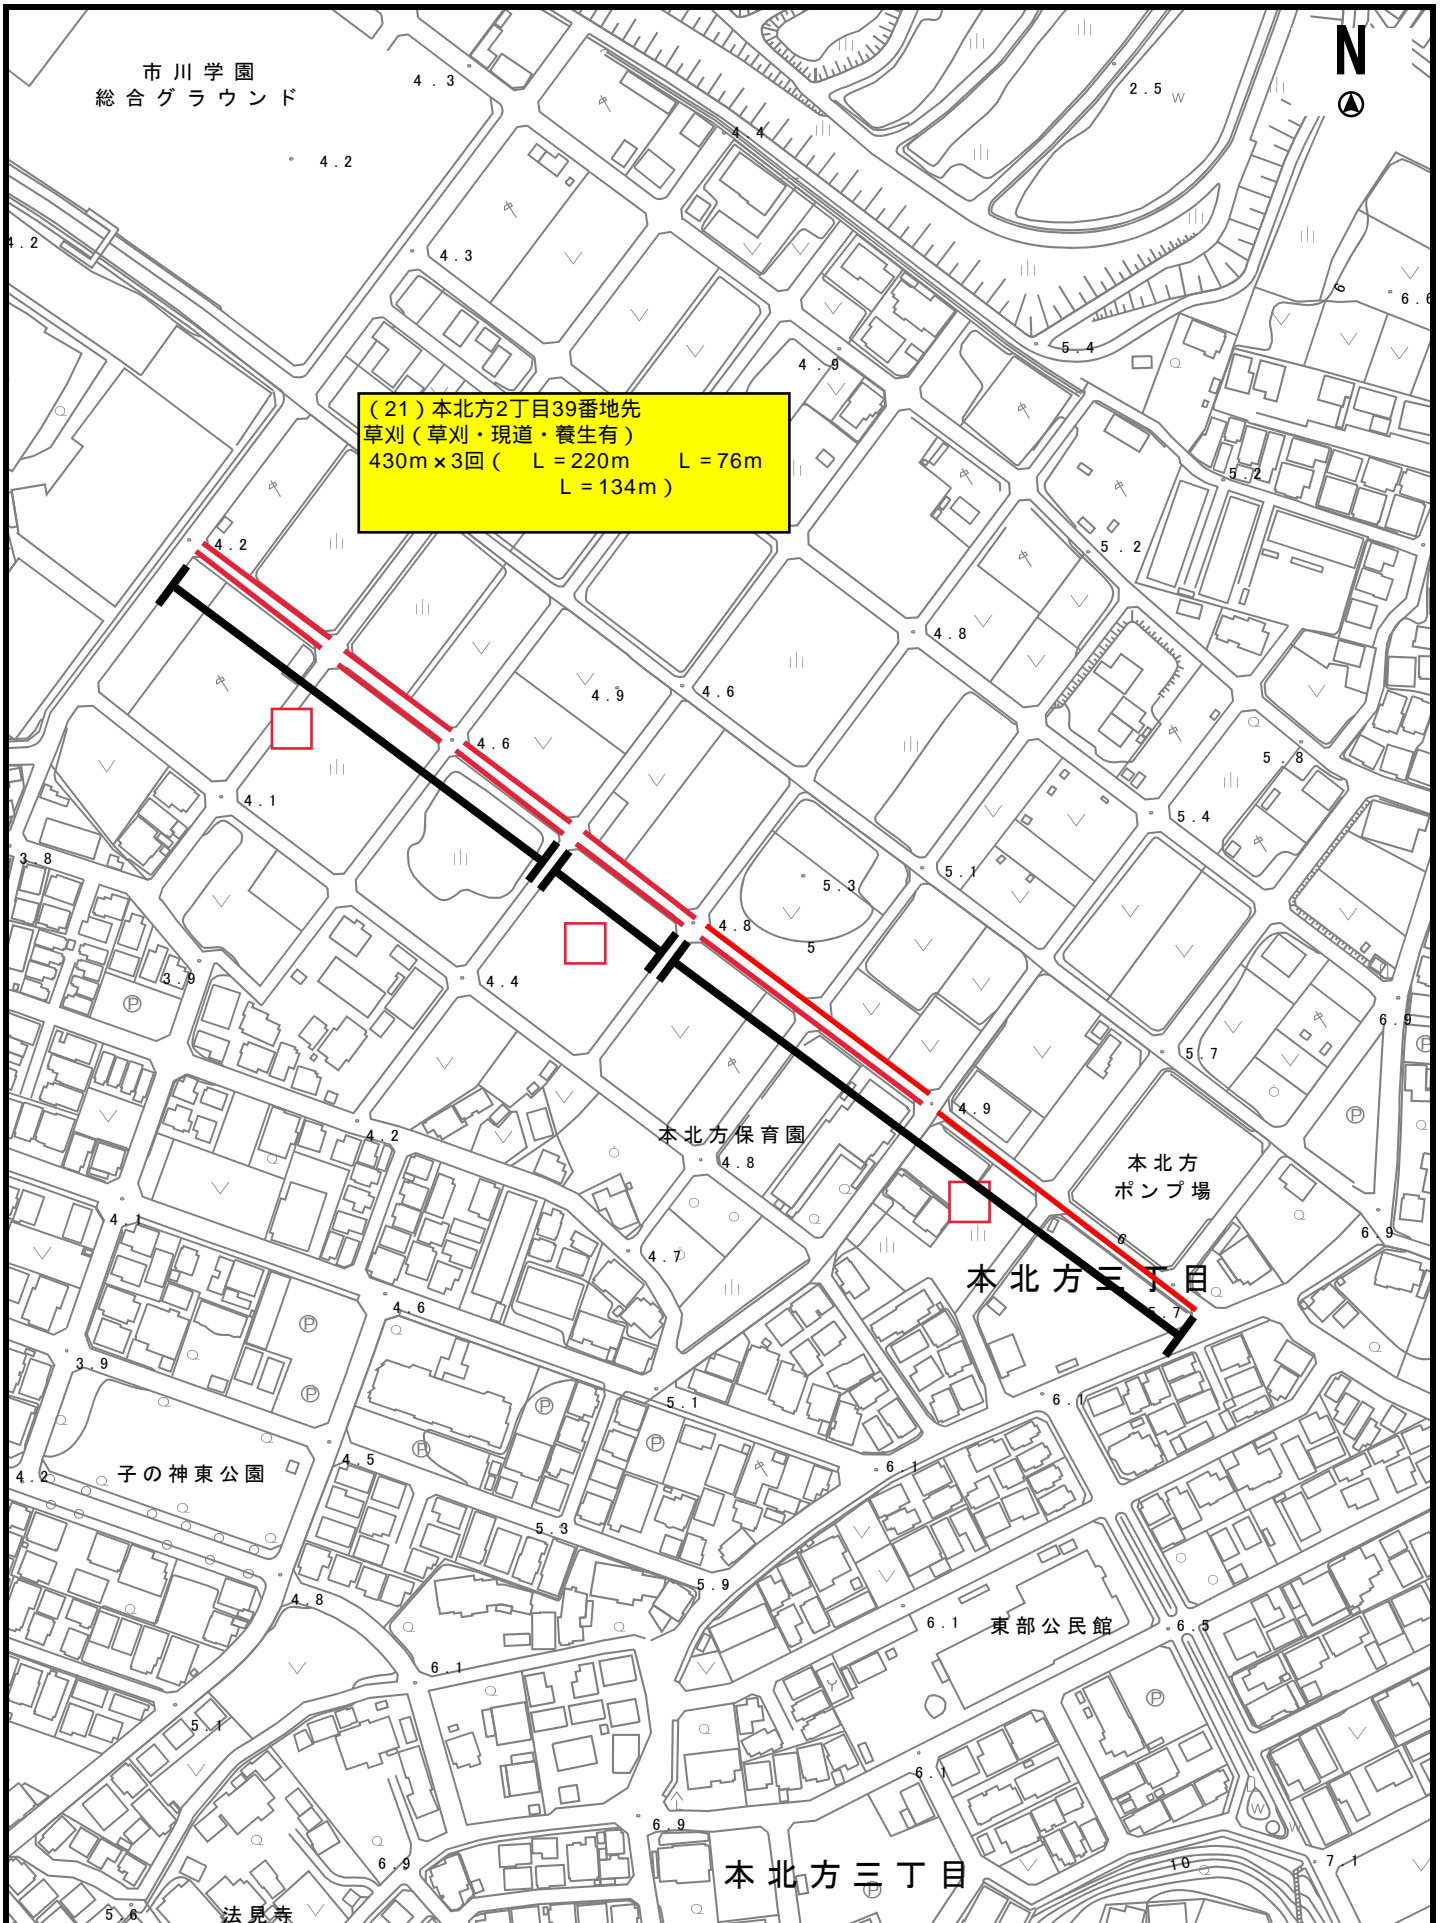 市川学園
総合グラウンド
N
4.3
2.5
W
4.4
4.2
4.2
4.3
6
6.6
5.4
4.9
（21）本北方2丁目39番地先
草刈（草刈・現道・養生有）
430m×3回（　L=220m　　L=76m
L=134m）
5.2
4.2
5.2
4.8
4.9
4.6
4.6
5.8
4.1
5.4
3.8
5.1
5.3
4.8
5
3.9
4.4
P
6.9
P
5.7
4.9
P
4.2
本北方保育園
4.8
本北方
ポンプ場
4.1
6.9
6
4.7
本北方三丁目
4.6
5.7
P
3.9
P
5.1
6.1
P
P
P
4.5
6.1
4.2
子の神東公園
5.3
5.9
4.8
6.1
東部公民館
6.5
6.1
P
5.1
6.1
W
6.9
W
6.9
本北方三丁目
P
10
7.1
5.6
法見寺